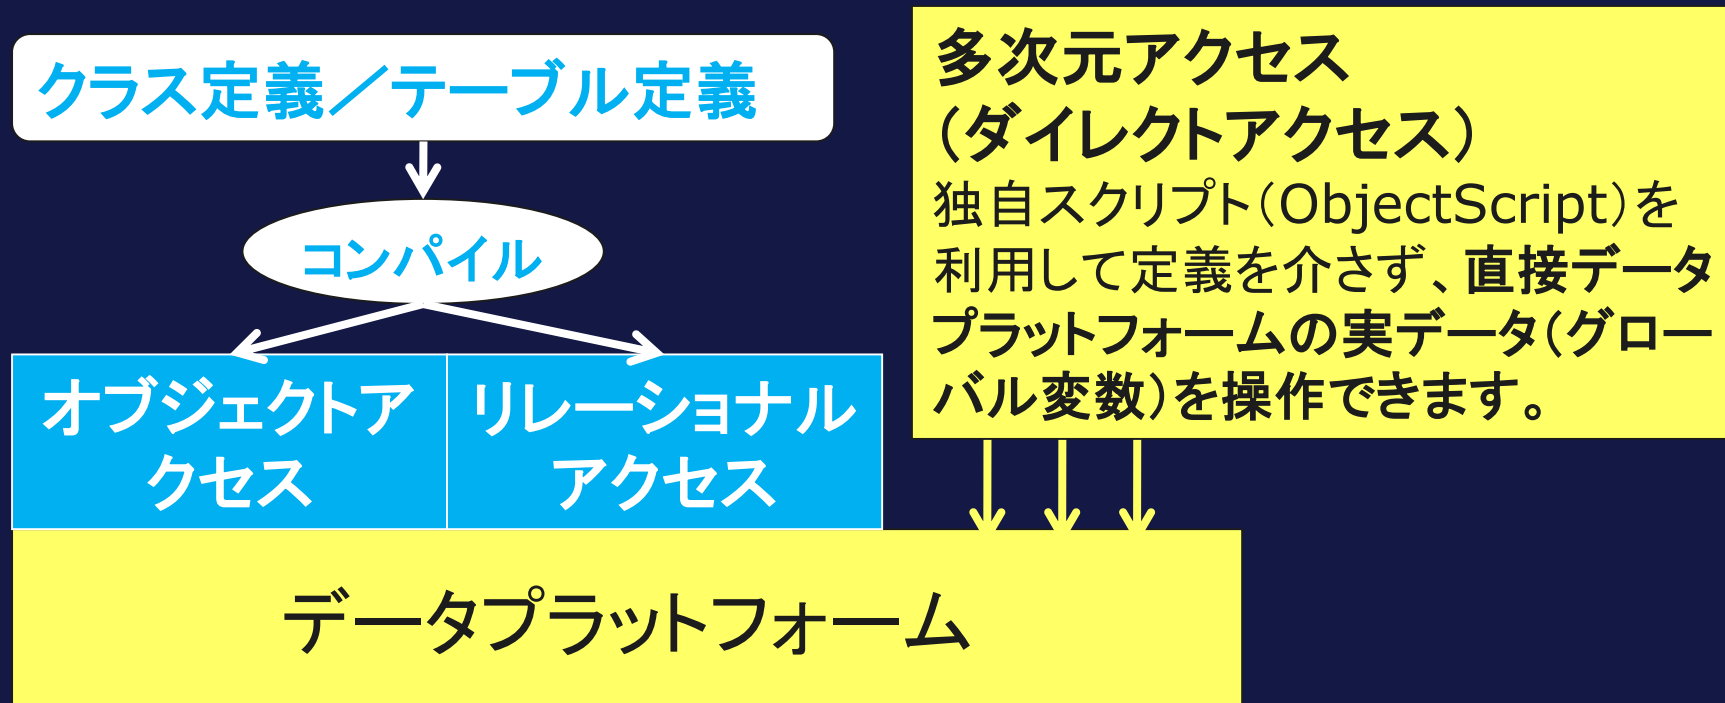 クラス定義／テーブル定義
コンパイル
オブジェクトア
クセス
リレーショナル
アクセス
データプラットフォーム
多次元アクセス
（ダイレクトアクセス）
独自スクリプト（ObjectScript）を
利用して定義を介さず、直接データ
プラットフォームの実データ（グロー
バル変数）を操作できます。